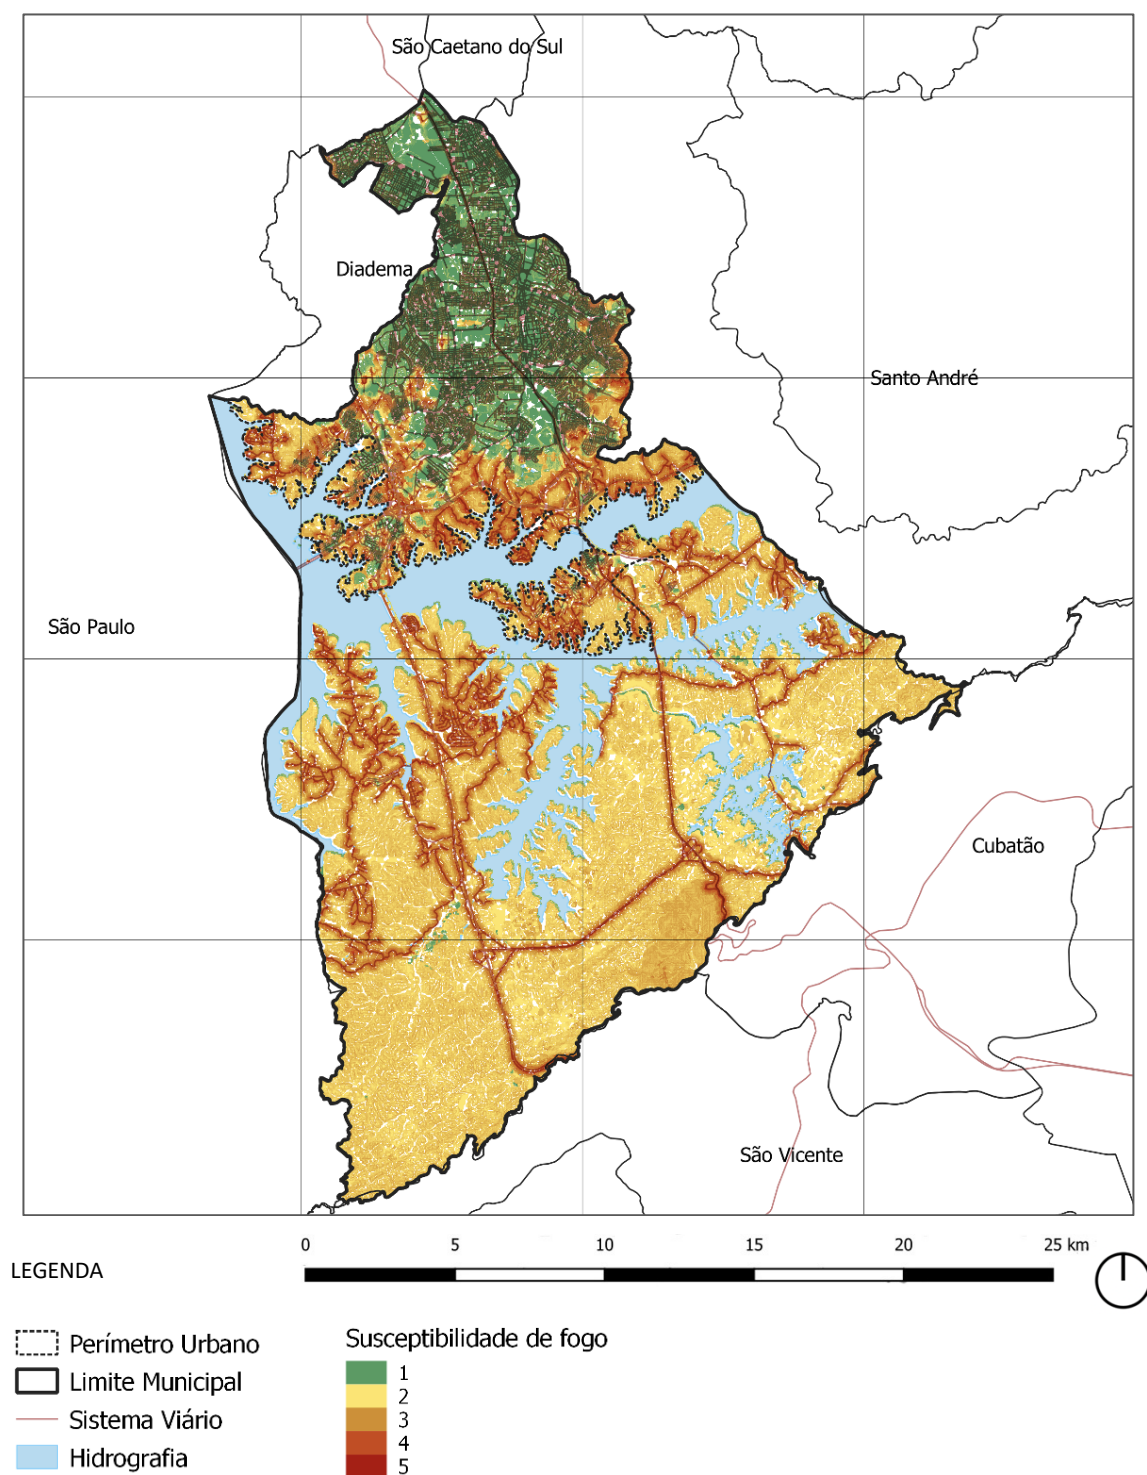 São Caetano do Sul
Diadema
Santo André
São Paulo
Cubatão
São Vicente
0 5 10 15 20 25 km
LEGENDA
Perímetro Urbano
Limite Municipal
Sistema Viário
Hidrografia
Susceptibilidade de fogo
1
2
3
4
5